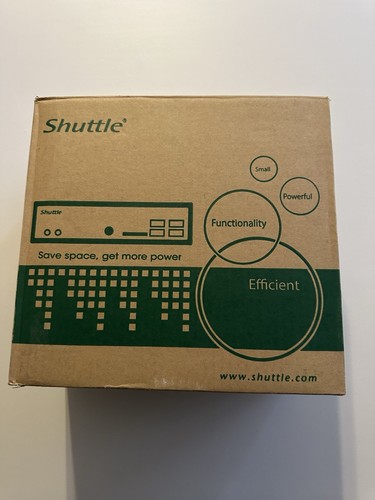 Shuttle®
Small
Powerful
Shuttle
Functionality
Save space, get more power
Efficient
www.shuttle.com